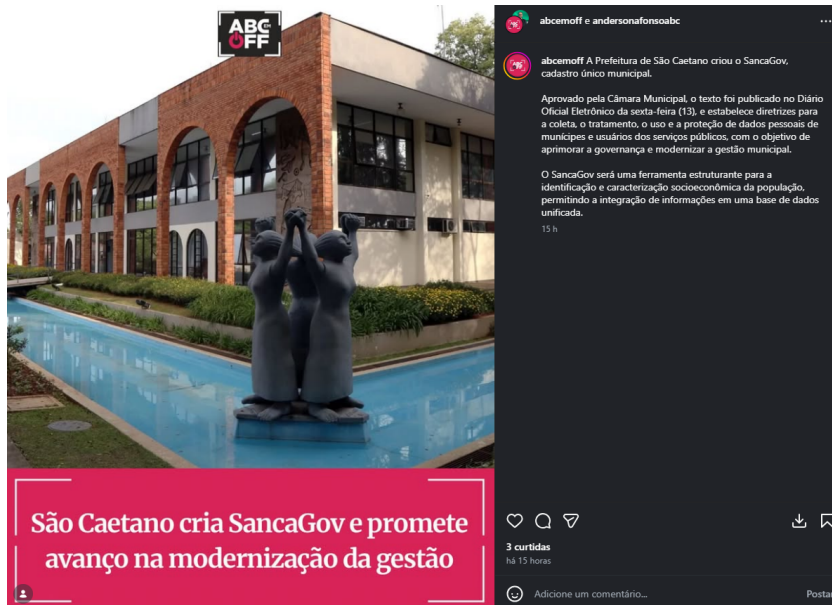 ABC EM
OFF
São Caetano cria SancaGov e promete
avanço na modernização da gestão
abcemoff e andersonafonsoabc
abcemoff A Prefeitura de São Caetano criou o SancaGov,
cadastro único municipal.
Aprovado pela Câmara Municipal, o texto foi publicado no Diário
Oficial Eletrônico da sexta-feira (13), e estabelece diretrizes para
a coleta, o tratamento, o uso e a proteção de dados pessoais de
munícipes e usuários dos serviços públicos, com o objetivo de
aprimorar a governança e modernizar a gestão municipal.
O SancaGov será uma ferramenta estruturante para a
identificação e caracterização socioeconômica da população,
permitindo a integração de informações em uma base de dados
unificada.
15 h
3 curtidas
há 15 horas
Adicione um comentário...
Postar